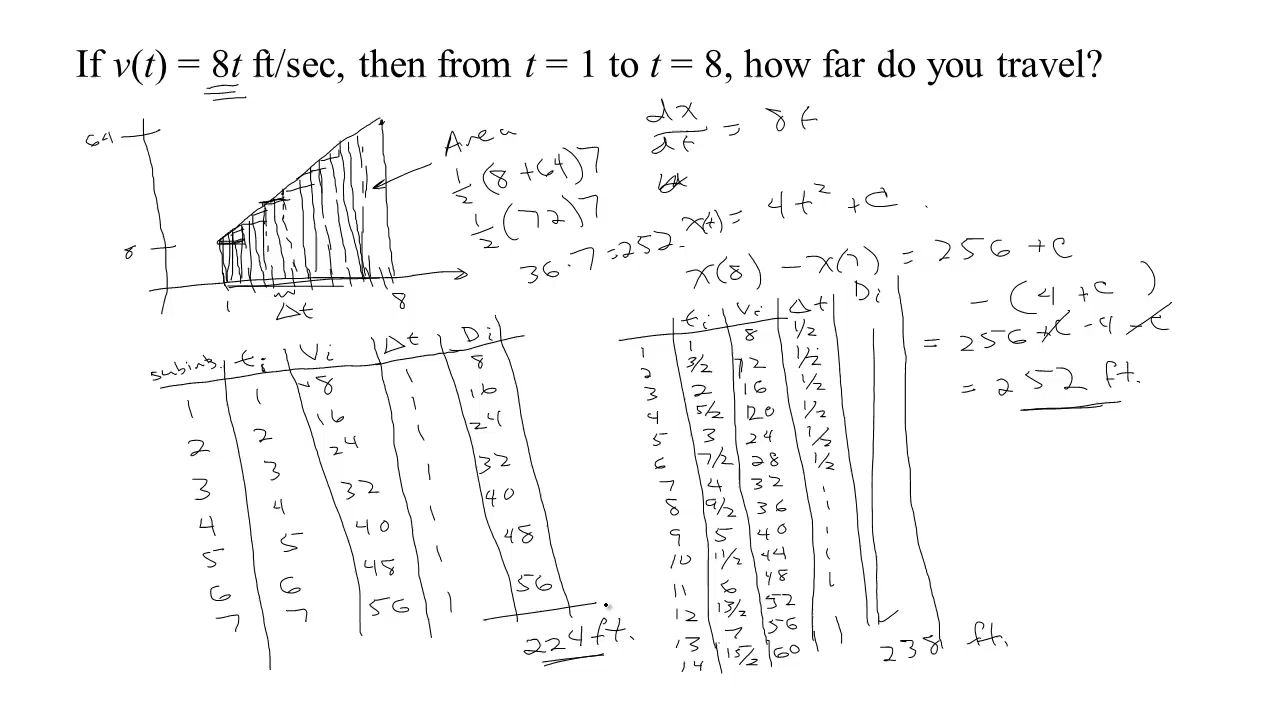 If v(t) = 8t ft/sec, then from t = 1 to t = 8, how far do you travel?
64
8
1
8
Δt
Area
1/2 (8 + 64) 7
1/2 (72) 7
36 · 7 = 252.
dx/dt = 8t
x(t) = 4t² + C.
x(8) - x(1) = 256 + C
- (4 + C)
= 256 + C - 4 - C
= 252 ft.
subints. ti Vi Δt Di
1 1 8 1 8
2 2 16 1 16
3 3 24 1 24
4 4 32 1 32
5 5 40 1 40
6 6 48 1 48
7 7 56 1 56
224 ft.
ti Vi Δt Di
1 1 8 1/2
2 3/2 12 1/2
3 2 16 1/2
4 5/2 20 1/2
5 3 24 1/2
6 7/2 28 1/2
7 4 32
8 9/2 36
9 5 40
10 11/2 44
11 6 48
12 13/2 52
13 7 56
14 15/2 60
238 ft.